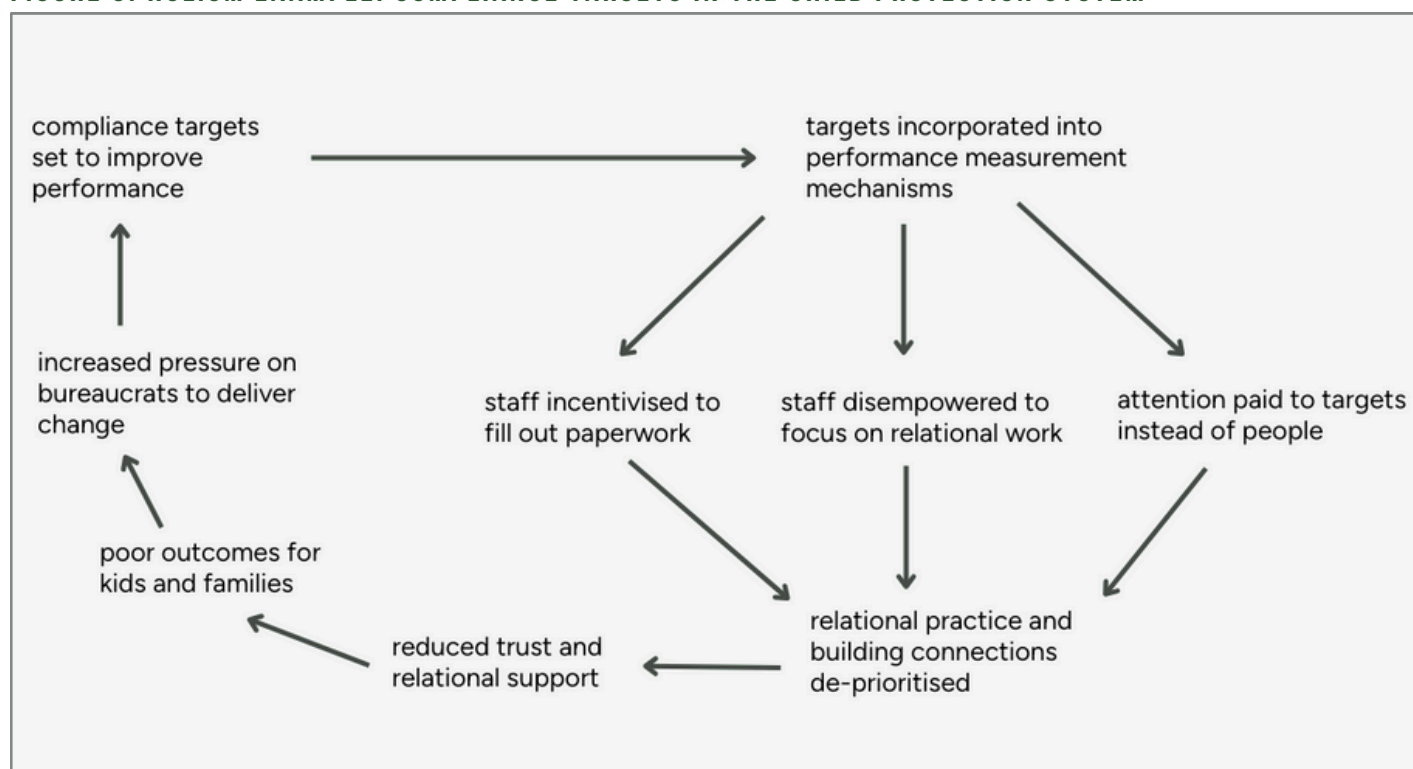 compliance targets
set to improve
performance
targets incorporated into
performance measurement
mechanisms
increased pressure on
bureaucrats to deliver
change
staff incentivised to
fill out paperwork
staff disempowered to
focus on relational work
attention paid to targets
instead of people
poor outcomes for
kids and families
reduced trust and
relational support
relational practice and
building connections
de-prioritised